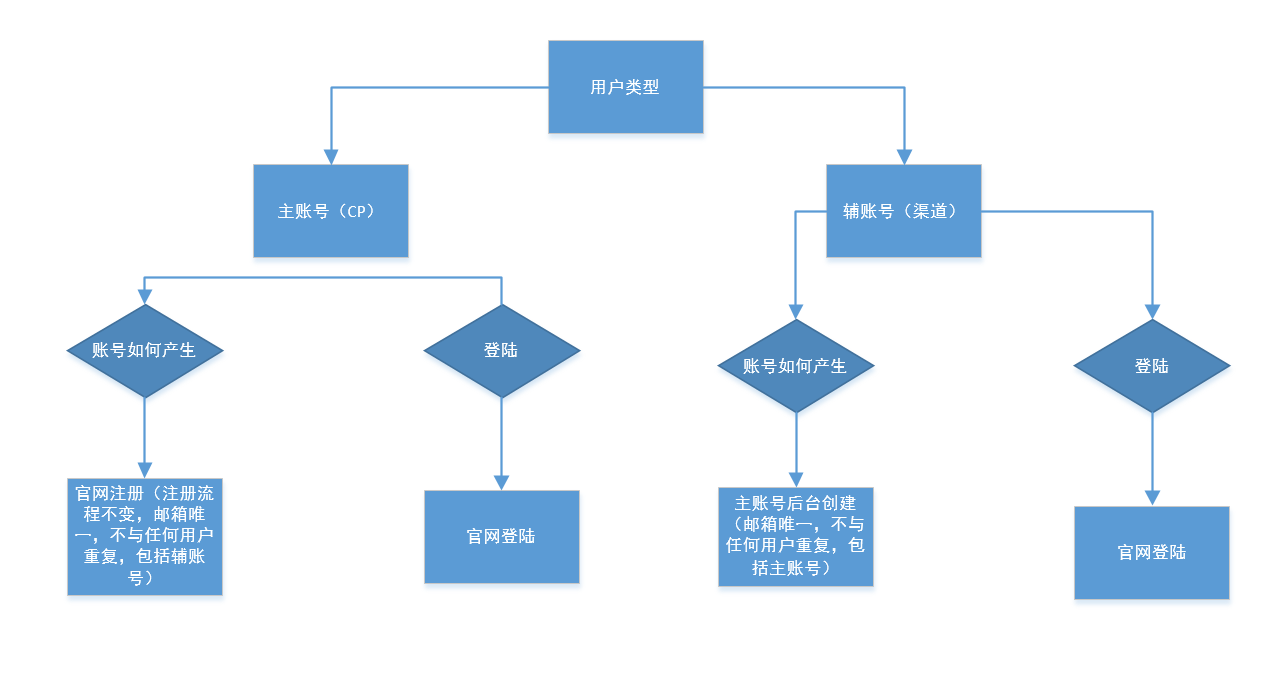 用户类型
主账号（CP）
辅账号（渠道）
账号如何产生
登陆
账号如何产生
登陆
官网注册（注册流
程不变，邮箱唯
一，不与任何用户
重复，包括辅账
号）
官网登陆
主账号后台创建
（邮箱唯一，不与
任何用户重复，包
括主账号）
官网登陆